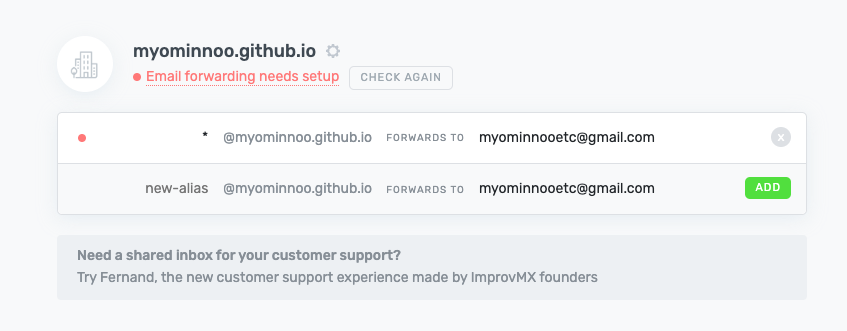 myominnoo.github.io
Email forwarding needs setup CHECK AGAIN
* @myominnoo.github.io FORWARDS TO myominnooetc@gmail.com x
new-alias @myominnoo.github.io FORWARDS TO myominnooetc@gmail.com ADD
Need a shared inbox for your customer support?
Try Fernand, the new customer support experience made by ImprovMX founders